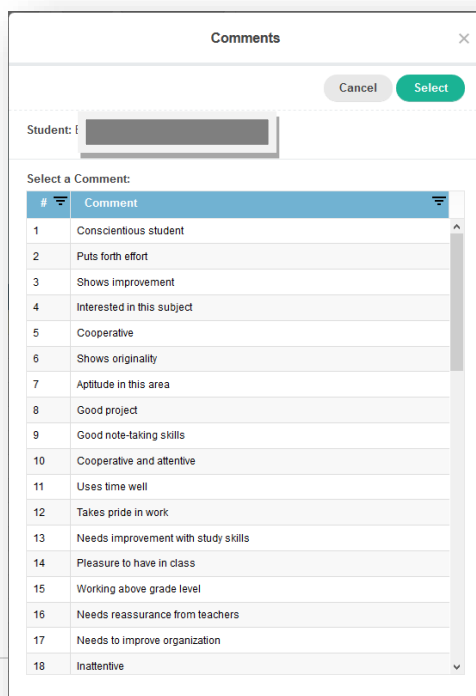 Comments
×
Cancel Select
Student:
Select a Comment:
# Comment
1 Conscientious student
2 Puts forth effort
3 Shows improvement
4 Interested in this subject
5 Cooperative
6 Shows originality
7 Aptitude in this area
8 Good project
9 Good note-taking skills
10 Cooperative and attentive
11 Uses time well
12 Takes pride in work
13 Needs improvement with study skills
14 Pleasure to have in class
15 Working above grade level
16 Needs reassurance from teachers
17 Needs to improve organization
18 Inattentive